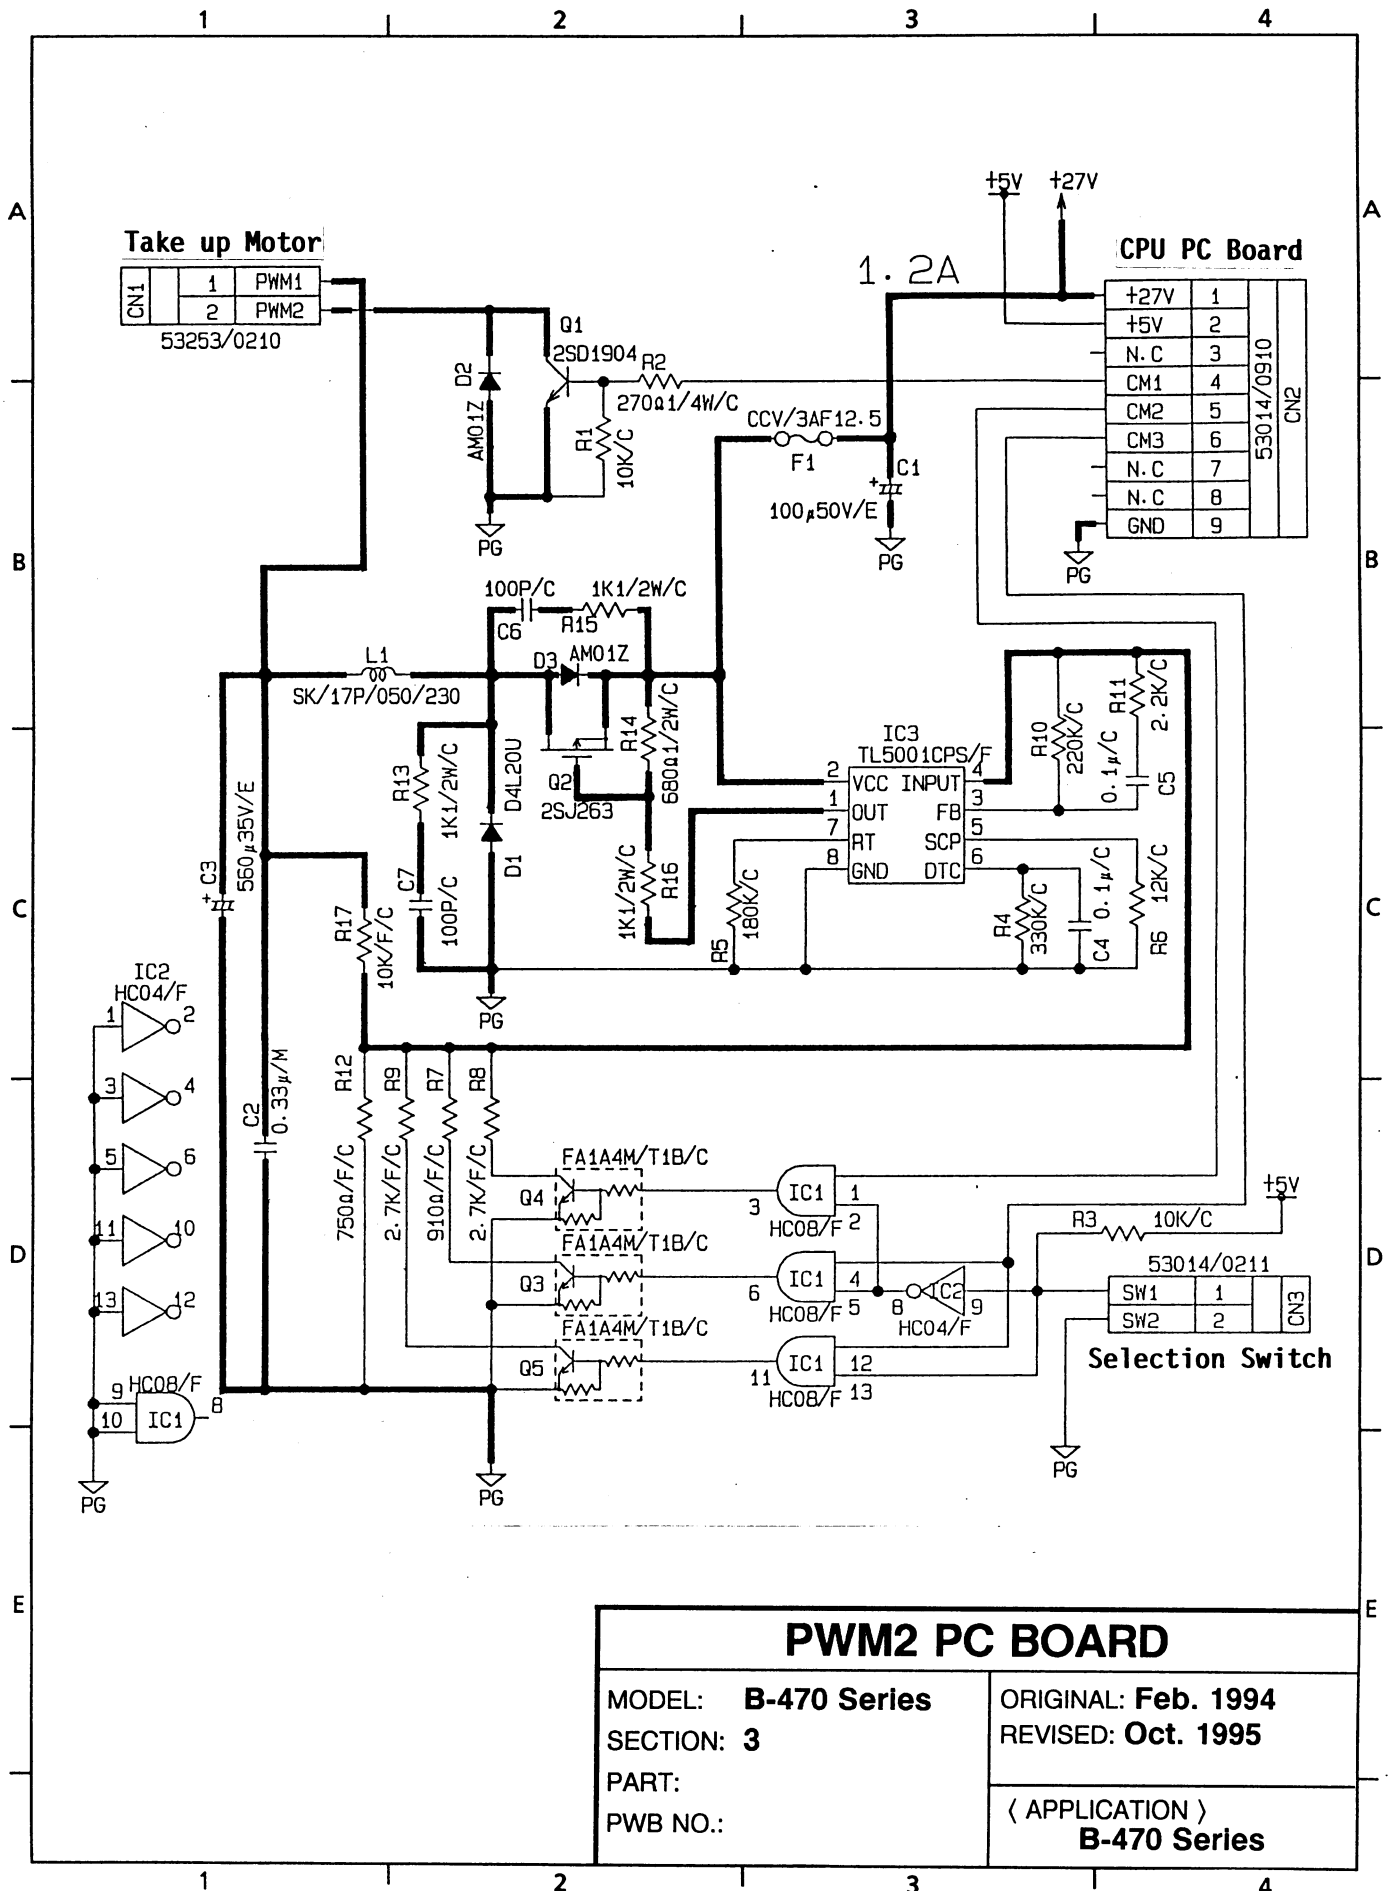 1 2 3 4
A A
+5V +27V
Take up Motor
CPU PC Board
1.2A
CN1 1 PWM1
2 PWM2
53253/0210
+27V 1
+5V 2
N.C 3
CM1 4
CM2 5
CM3 6
N.C 7
N.C 8
GND 9
53014/0910
CN2
Q1
2SD1904
R2
270Ω1/4W/C
D2
AM01Z
R1
10K/C
CCV/3AF12.5
F1
C1
+
100μ50V/E
PG
PG
PG
B B
100P/C
C6
1K1/2W/C
R15
L1
SK/17P/050/230
D3
AM01Z
R14
680Ω1/2W/C
Q2
2SJ263
R13
1K1/2W/C
D4L20U
D1
IC3
TL5001CPS/F
2 VCC INPUT 4
1 OUT FB 3
7 RT SCP 5
8 GND DTC 6
R10
220K/C
R11
2.2K/C
0.1μ/C
C5
C3
+
560μ35V/E
C7
100P/C
1K1/2W/C
R16
R5
180K/C
R4
330K/C
C4
0.1μ/C
12K/C
R6
C C
R17
10K/F/C
PG
IC2
HC04/F
1 2
3 4
5 6
11 10
13 12
C2
0.33μ/M
R12
750Ω/F/C
R9
2.7K/F/C
R7
910Ω/F/C
R8
2.7K/F/C
FA1A4M/T1B/C
Q4
3 IC1 1
HC08/F 2
FA1A4M/T1B/C
Q3
6 IC1 4
HC08/F 5
8 IC2 9
HC04/F
FA1A4M/T1B/C
Q5
11 IC1 12
HC08/F 13
+5V
R3 10K/C
53014/0211
SW1 1
SW2 2
CN3
Selection Switch
D D
HC08/F
9
10 IC1 8
PG
PG
PG
E E
PWM2 PC BOARD
MODEL: B-470 Series
SECTION: 3
PART:
PWB NO.:
ORIGINAL: Feb. 1994
REVISED: Oct. 1995
〈 APPLICATION 〉
B-470 Series
1 2 3 4